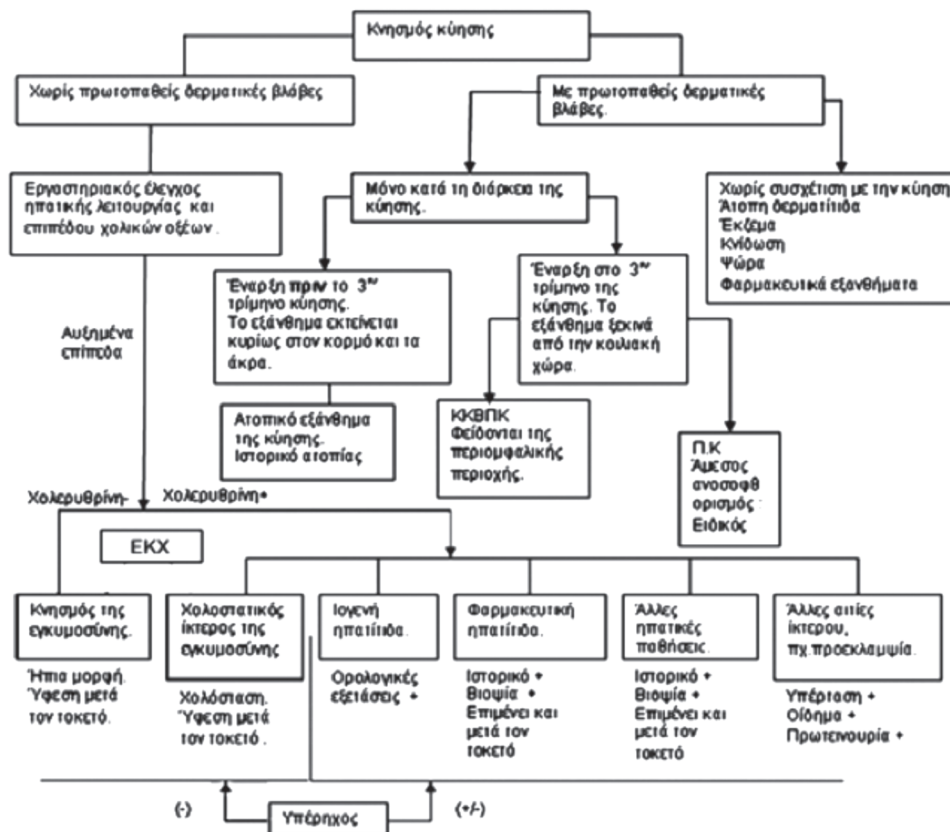 Κνησμός κύησης
Χωρίς πρωτοπαθείς δερματικές βλάβες
Με πρωτοπαθείς δερματικές
βλάβες.
Εργαστηριακός έλεγχος
ηπατικής λειτουργίας και
επιπέδου χολικών οξέων .
Μόνο κατά τη διάρκεια της
κύησης.
Χωρίς συσχέτιση με την κύηση
Άτοπη δερματίτιδα
Έκζεμα
Κνίδωση
Ψώρα
Φαρμακευτικά εξανθήματα
Έναρξη πριν το 3ου
τρίμηνο κύησης.
Το εξάνθημα εκτείνεται
κυρίως στον κορμό και τα
άκρα.
Έναρξη στο 3ου
τρίμηνο της
κύησης. Το
εξάνθημα ξεκινά
από την κοιλιακή
χώρα.
Αυξημένα
επίπεδα
Ατοπικό εξάνθημα
της κύησης.
Ιστορικό ατοπίας
ΚΚΒΠΚ
Φείδονται της
περιομφαλικής
περιοχής.
Π.Κ
Άμεσος
ανοσοφθ
ορισμός :
Ειδικός
Χολερυθρίνη-
Χολερυθρίνη+
ΕΚΧ
Κνησμός της
εγκυμοσύνης.
Ήπια μορφή.
Ύφεση μετά
τον τοκετό.
Χολοστατικός
ίκτερος της
εγκυμοσύνης
Χολόσταση.
Ύφεση μετά
τον τοκετό .
Ιογενή
ηπατίτιδα.
Ορολογικές
εξετάσεις +
Φαρμακευτική
ηπατίτιδα.
Ιστορικό +
Βιοψία +
Επιμένει και
μετά τον
τοκετό
Άλλες
ηπατικές
παθήσεις.
Ιστορικό +
Βιοψία +
Επιμένει και
μετά τον
τοκετό
Άλλες αιτίες
ίκτερου,
πχ.προεκλαμψία.
Υπέρταση +
Οίδημα +
Πρωτεινουρία +
(-)
Υπέρηχος
(+/-)